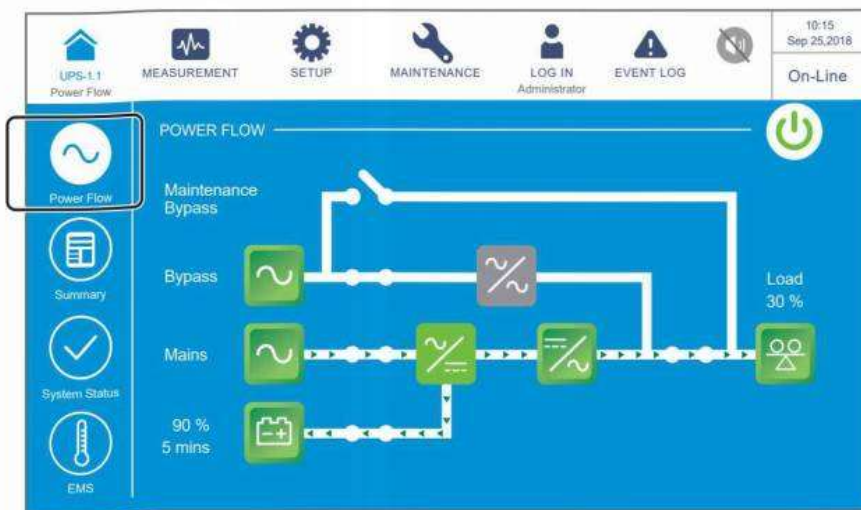 10:15
Sep 25,2018
UPS-1.1
Power Flow
MEASUREMENT
SETUP
MAINTENANCE
LOG IN
Administrator
EVENT LOG
On-Line
POWER FLOW
Power Flow
Maintenance
Bypass
Summary
Bypass
Load
30 %
System Status
Mains
90 %
5 mins
EMS